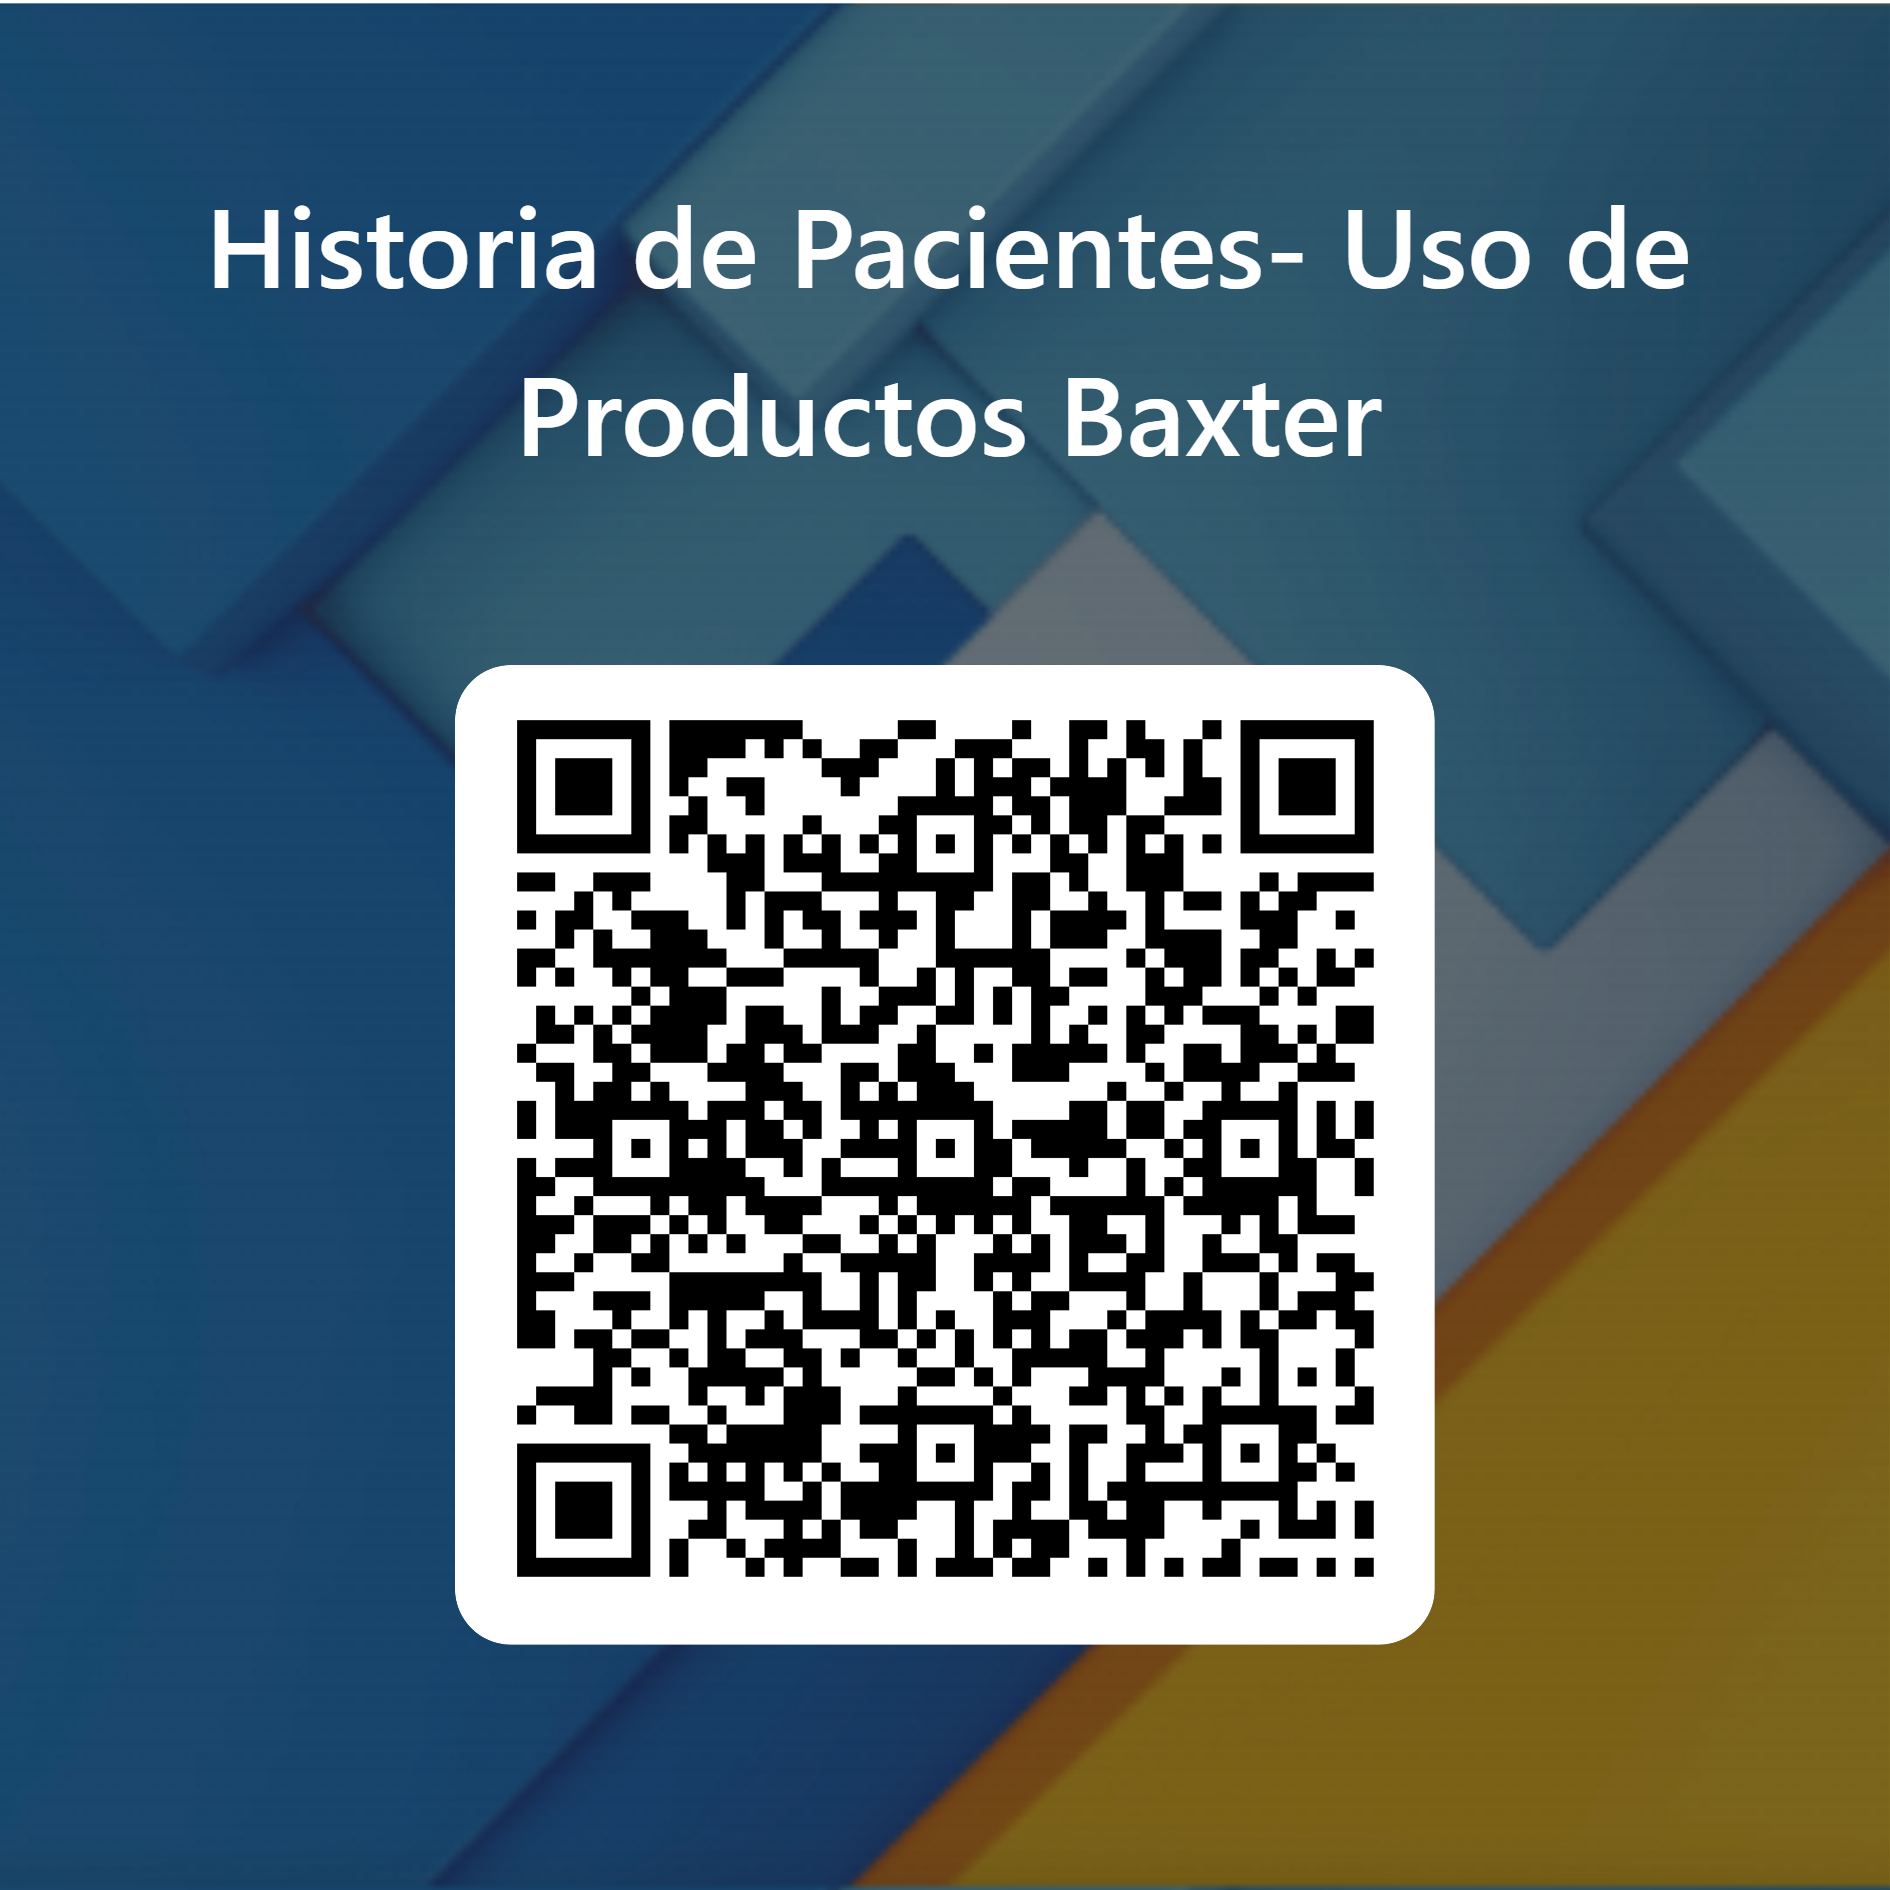 Historia de Pacientes- Uso de
Productos Baxter